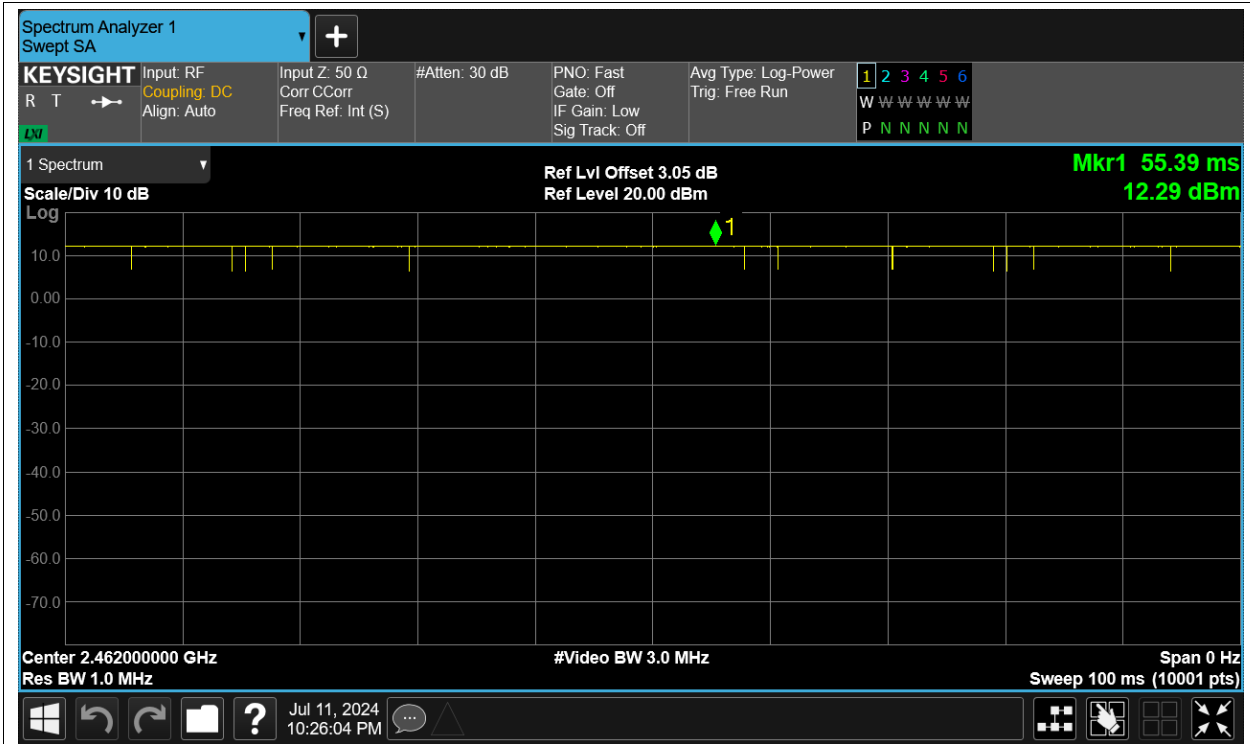 Spectrum Analyzer 1
Swept SA
+
KEYSIGHT
R T
LXI
Input: RF
Coupling: DC
Align: Auto
Input Z: 50 Ω
Corr CCorr
Freq Ref: Int (S)
#Atten: 30 dB
PNO: Fast
Gate: Off
IF Gain: Low
Sig Track: Off
Avg Type: Log-Power
Trig: Free Run
1 2 3 4 5 6
W W W W W W
P N N N N N
1 Spectrum
Scale/Div 10 dB
Log
Ref Lvl Offset 3.05 dB
Ref Level 20.00 dBm
Mkr1 55.39 ms
12.29 dBm
1
10.0
0.00
-10.0
-20.0
-30.0
-40.0
-50.0
-60.0
-70.0
Center 2.462000000 GHz
Res BW 1.0 MHz
#Video BW 3.0 MHz
Span 0 Hz
Sweep 100 ms (10001 pts)
?
Jul 11, 2024
10:26:04 PM